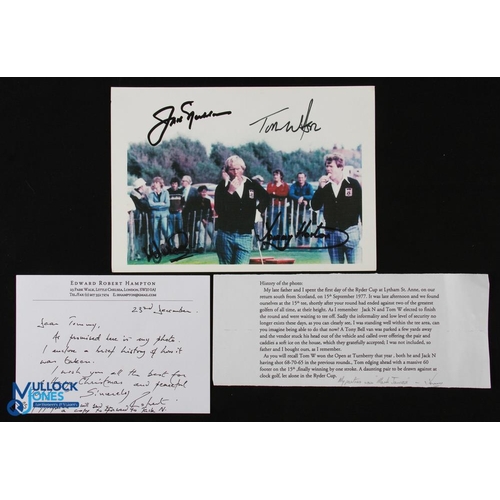 Jack Nicklaus
Tom Watson
EDWARD ROBERT HAMPTON
23rd December
Dear Tommy,
As promised here is my photo.
I enclose a brief history of how it
was taken.
I wish you all the best for
Christmas and peaceful
Sincerely
MULLOCK
JONES
Auctioneers & Valuers
History of the photo:
My late father and I spent the first day of the Ryder Cup at Lytham St. Anne, on our
return south from Scotland, on 15th September 1977. It was late afternoon and we found
ourselves at the 15th tee, shortly after your round had ended against two of the greatest
golfers of all time, at their height. As I remember Jack N and Tom W elected to finish
the round and were waiting to tee off. Sadly the informality and low level of security no
longer exists these days, as you can clearly see, I was standing well within the tee area, can
you imagine being able to do that now! A Tony Ball van was parked a few yards away
and the vendor stuck his head out of the vehicle and called over offering the pair and
caddies a soft ice on the house, which they gratefully accepted. I was not included, but
father and I bought ours, as I remember.
As you will recall Tom W won the Open at Turnberry that year, both he and Jack N
having shot 68-70-65 in the previous rounds, Tom edged ahead with a massive 60
footer on the 15th, finally winning by one stroke. A daunting pair to be drawn against at
clock golf, let alone in the Ryder Cup.